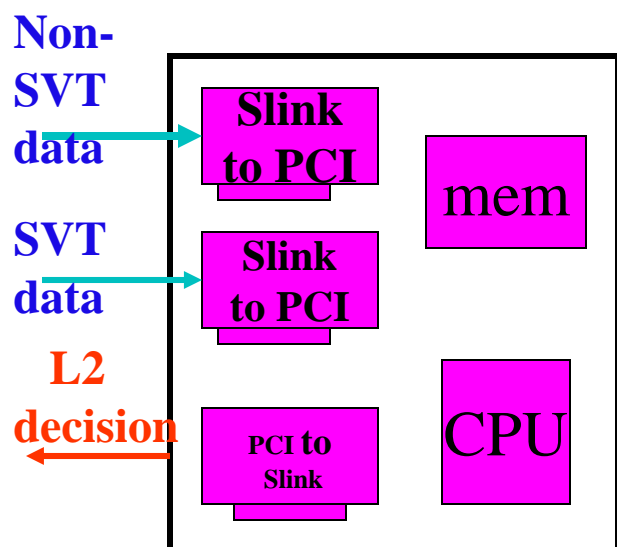 Non-
SVT
data
Slink
to PCI
mem
SVT
data
Slink
to PCI
L2
decision
PCI to
Slink
CPU